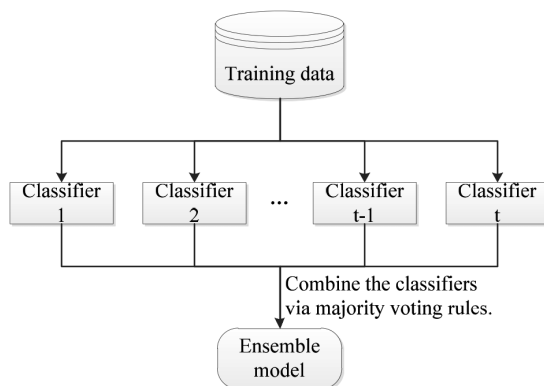 Training data
Classifier
1
Classifier
2
...
Classifier
t-1
Classifier
t
Combine the classifiers
via majority voting rules.
Ensemble
model